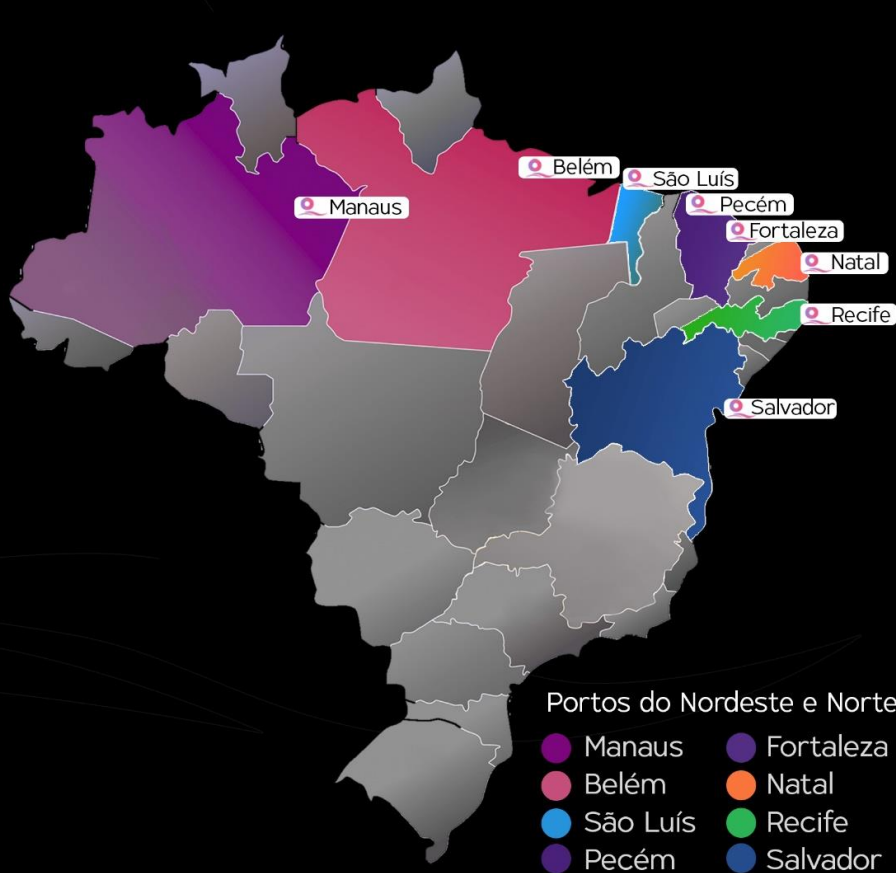 Belém
São Luís
Pecém
Manaus
Fortaleza
Natal
Recife
Salvador
Portos do Nordeste e Norte
Manaus
Fortaleza
Belém
Natal
São Luís
Recife
Pecém
Salvador